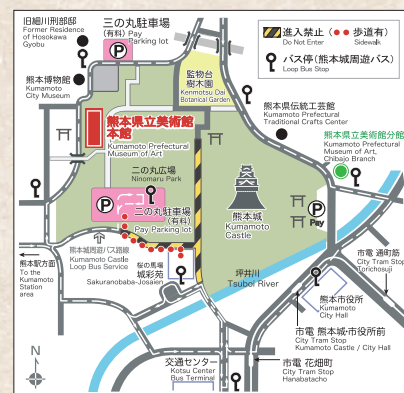 旧細川刑部邸
Former Residence
of Hosokawa
Gyobu
三の丸駐車場
(有料) Pay
Parking lot
P
進入禁止(
歩道有)
Do Not Enter
Sidewalk
バス停(熊本城周遊バス)
Loop Bus Stop
監物台
樹木園
Kenmotsu Dai
Botanical Garden
熊本博物館
Kumamoto
City Museum
熊本県立美術館
本館
Kumamoto Prefectural
Museum of Art
熊本県伝統工芸館
Kumamoto Prefectural
Traditional Crafts Center
熊本県立美術館分館
Kumamoto Prefectural
Museum of Art,
Chibajo Branch
二の丸広場
Ninomaru Park
P
二の丸駐車場
(有料)
Pay Parking lot
熊本城
Kumamoto
Castle
P
Pay
熊本城周遊バス路線
Kumamoto Castle
Loop Bus Service
熊本駅方面
To the
Kumamoto
Station
area
桜の馬場
城彩苑
Sakuranobaba-Josaien
坪井川
Tsuboi River
市電 通町筋
City Tram Stop
Torichosuji
熊本市役所
Kumamoto
City Hall
市電 熊本城・市役所前
City Tram Stop
Kumamoto Castle / City Hall
市電 花畑町
City Tram Stop
Hanabatacho
交通センター
Kotsu Center
Bus Terminal
N